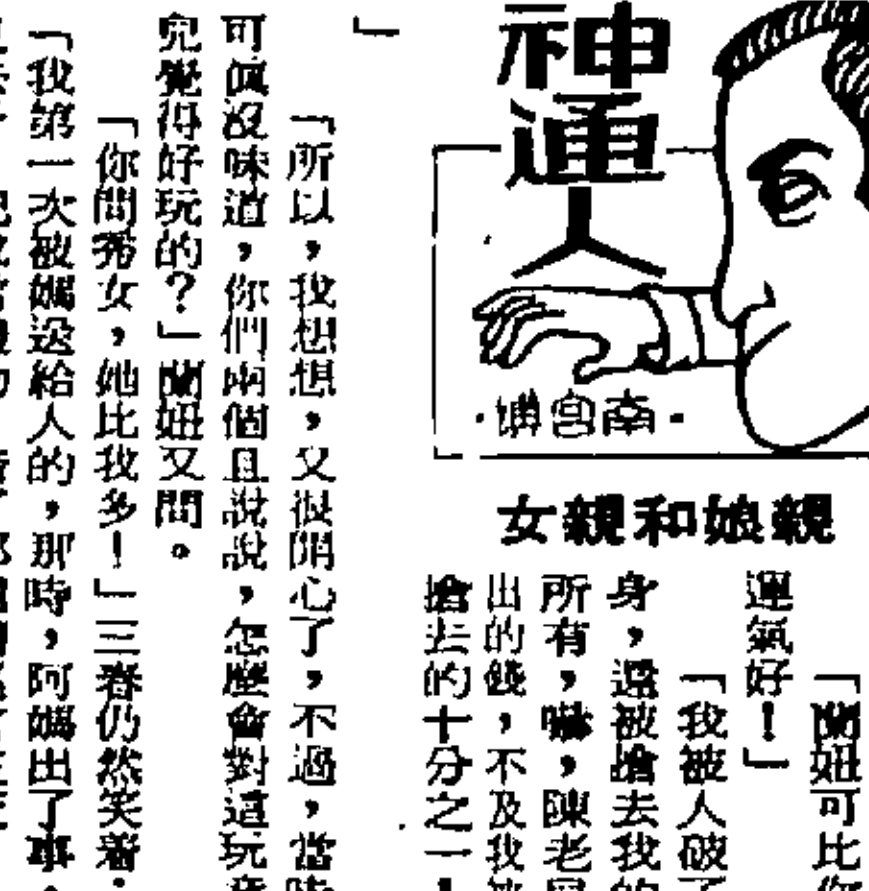 神通人
·南宮博·
親娘和親女
「蘭妞可比你
運氣好！」
「我被人破了
身，還被搶去我的
所有，嚇，陳老
出的錢，不及我被
搶去的十分之一！
」
「所以，我想想，又很開心了，不過，當時
可眞沒味道，你們兩個且說說，怎麼會對這玩意
兒覺得好玩的？」蘭妞又問。
「你問秀女，她比我多！」三春仍然笑着：
「我第一次被媽送給人的，那時，阿媽出了事。